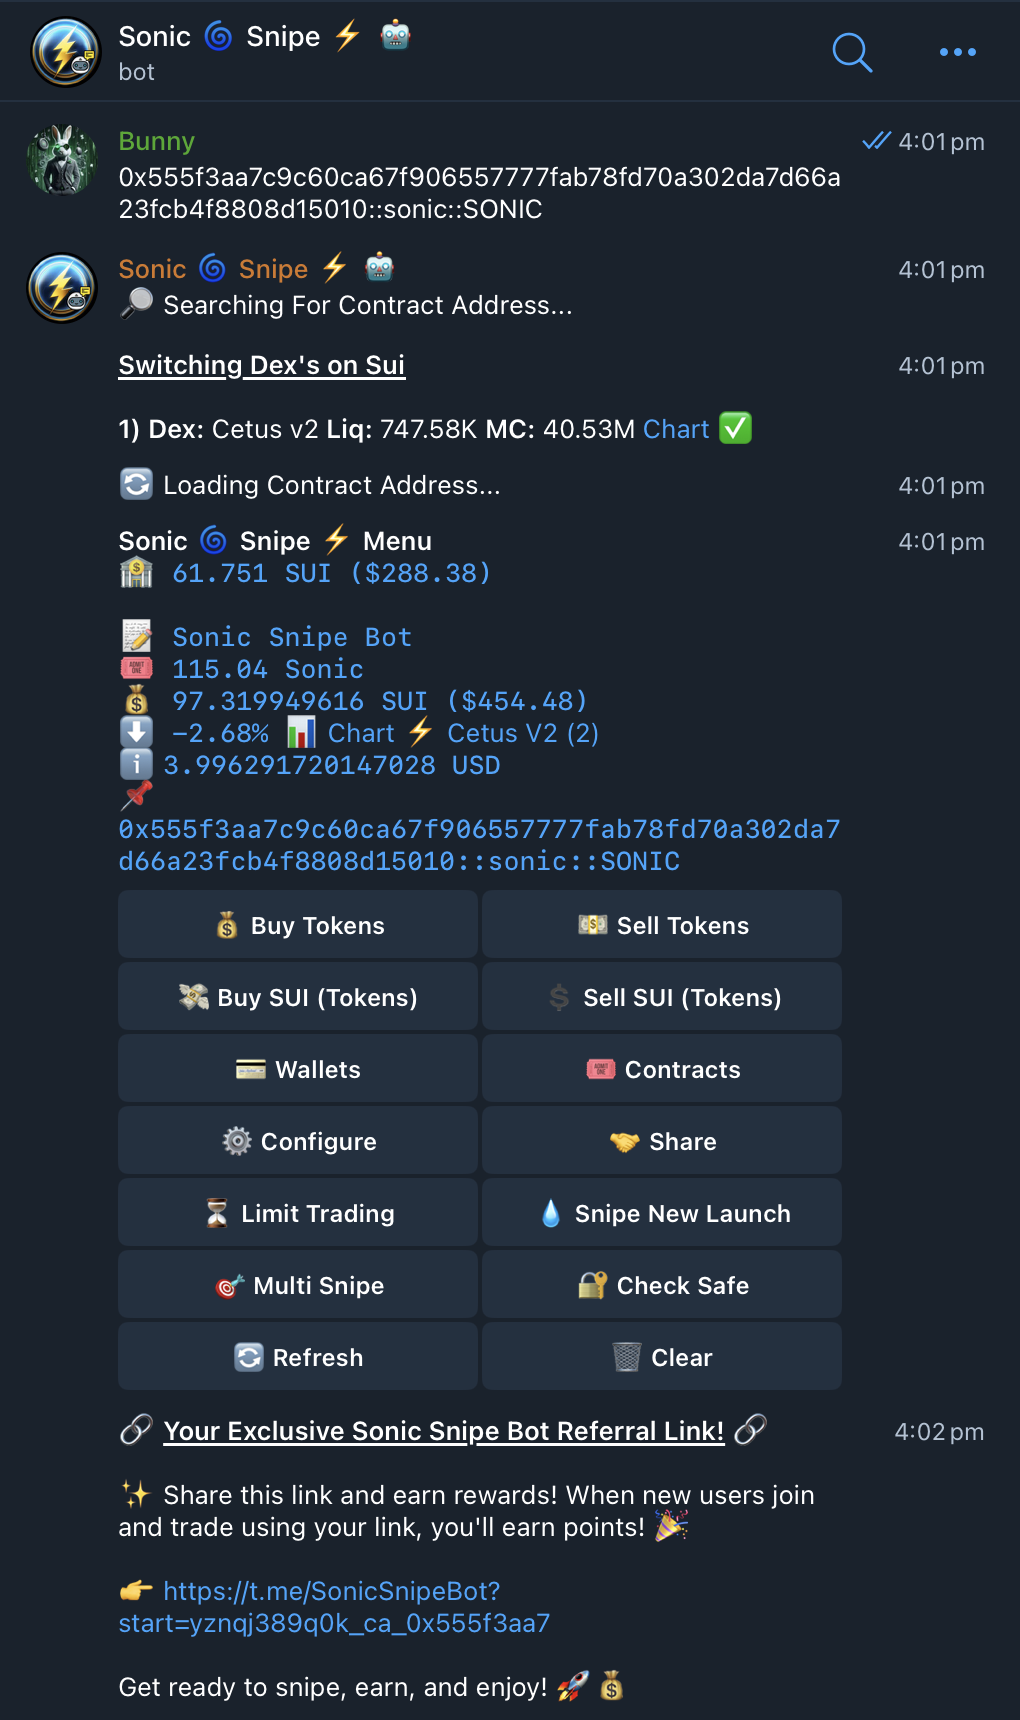 Sonic 🌀 Snipe ⚡ 🤖
bot
Bunny 4:01 pm
0x555f3aa7c9c60ca67f906557777fab78fd70a302da7d66a
23fcb4f8808d15010::sonic::SONIC
Sonic 🌀 Snipe ⚡ 🤖 4:01 pm
🔎 Searching For Contract Address...
Switching Dex's on Sui 4:01 pm
1) Dex: Cetus v2 Liq: 747.58K MC: 40.53M Chart ✅
🔄 Loading Contract Address... 4:01 pm
Sonic 🌀 Snipe ⚡ Menu 4:01 pm
🏦 61.751 SUI ($288.38)
📝 Sonic Snipe Bot
🎟 115.04 Sonic
💰 97.319949616 SUI ($454.48)
⬇️ −2.68% 📊 Chart ⚡ Cetus V2 (2)
ℹ️ 3.996291720147028 USD
📌
0x555f3aa7c9c60ca67f906557777fab78fd70a302da7
d66a23fcb4f8808d15010::sonic::SONIC
💰 Buy Tokens
💵 Sell Tokens
💸 Buy SUI (Tokens)
💲 Sell SUI (Tokens)
💳 Wallets
🎟 Contracts
⚙️ Configure
🤝 Share
⏳ Limit Trading
💧 Snipe New Launch
🎯 Multi Snipe
🔐 Check Safe
🔄 Refresh
🗑 Clear
🔗 Your Exclusive Sonic Snipe Bot Referral Link! 🔗 4:02 pm
✨ Share this link and earn rewards! When new users join
and trade using your link, you'll earn points! 🎉
👉 https://t.me/SonicSnipeBot?
start=yznqj389q0k_ca_0x555f3aa7
Get ready to snipe, earn, and enjoy! 🚀 💰